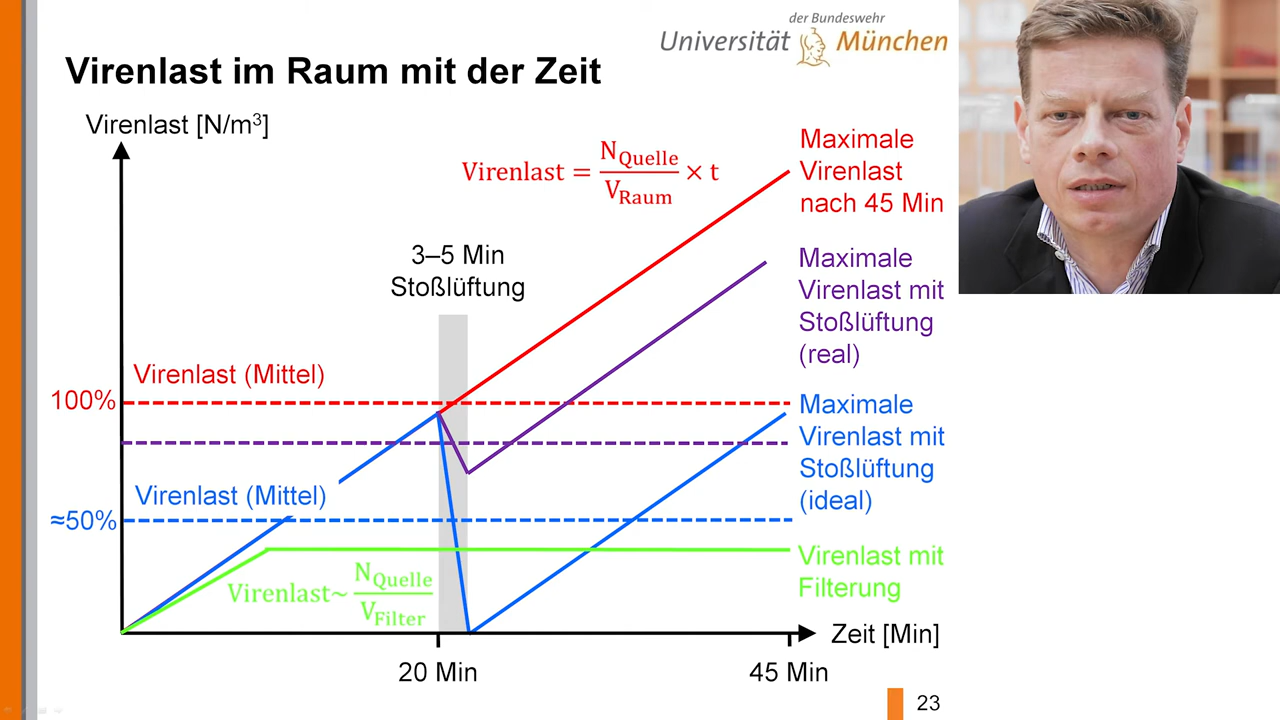 der Bundeswehr
Universität München
Virenlast im Raum mit der Zeit
Virenlast [N/m³]
Virenlast = N_Quelle / V_Raum × t
Maximale
Virenlast
nach 45 Min
3–5 Min
Stoßlüftung
Maximale
Virenlast mit
Stoßlüftung
(real)
Virenlast (Mittel)
100%
Maximale
Virenlast mit
Stoßlüftung
(ideal)
Virenlast (Mittel)
≈50%
Virenlast mit
Filterung
Virenlast~ N_Quelle / V_Filter
Zeit [Min]
20 Min
45 Min
23